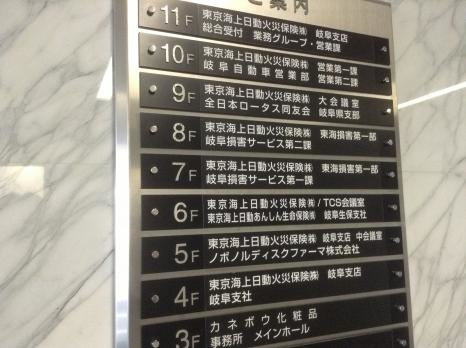 ご案内
11F 東京海上日動火災保険㈱ 岐阜支店
総合受付 業務グループ・営業課
10F 東京海上日動火災保険㈱ 営業第一課
岐阜自動車営業部 営業第二課
9F 東京海上日動火災保険㈱ 大会議室
全日本ロータス同友会 岐阜県支部
8F 東京海上日動火災保険㈱ 東海損害第一部
岐阜損害サービス第二課
7F 東京海上日動火災保険㈱ 東海損害第一部
岐阜損害サービス第一課
6F 東京海上日動火災保険㈱/TCS会議室
東京海上日動あんしん生命保険㈱ 岐阜生保支社
5F 東京海上日動火災保険㈱ 岐阜支店 中会議室
ノボノルディスクファーマ株式会社
4F 東京海上日動火災保険㈱ 岐阜支店
岐阜支社
3F カネボウ化粧品
事務所 メインホール